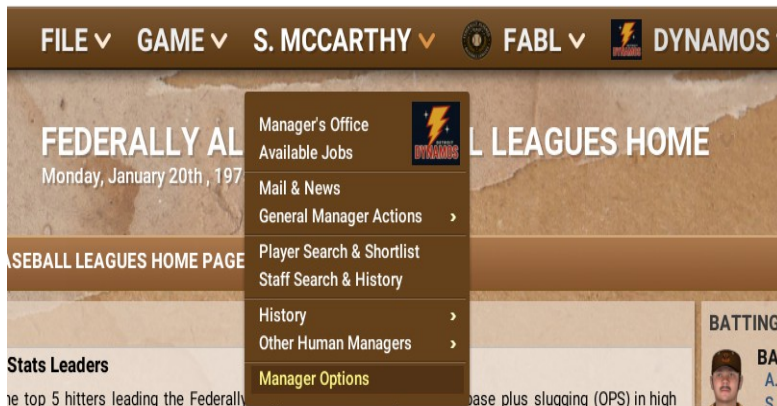 FILE GAME S. MCCARTHY FABL DYNAMOS
Manager's Office
Available Jobs
DETROIT
DYNAMOS
FEDERALLY AL L LEAGUES HOME
Monday, January 20th, 197
Mail & News
General Manager Actions
ASEBALL LEAGUES HOME PAGE
Player Search & Shortlist
Staff Search & History
History
Other Human Managers
Manager Options
BATTING
Stats Leaders
BA
A.
he top 5 hitters leading the Federally base plus slugging (OPS) in high
S